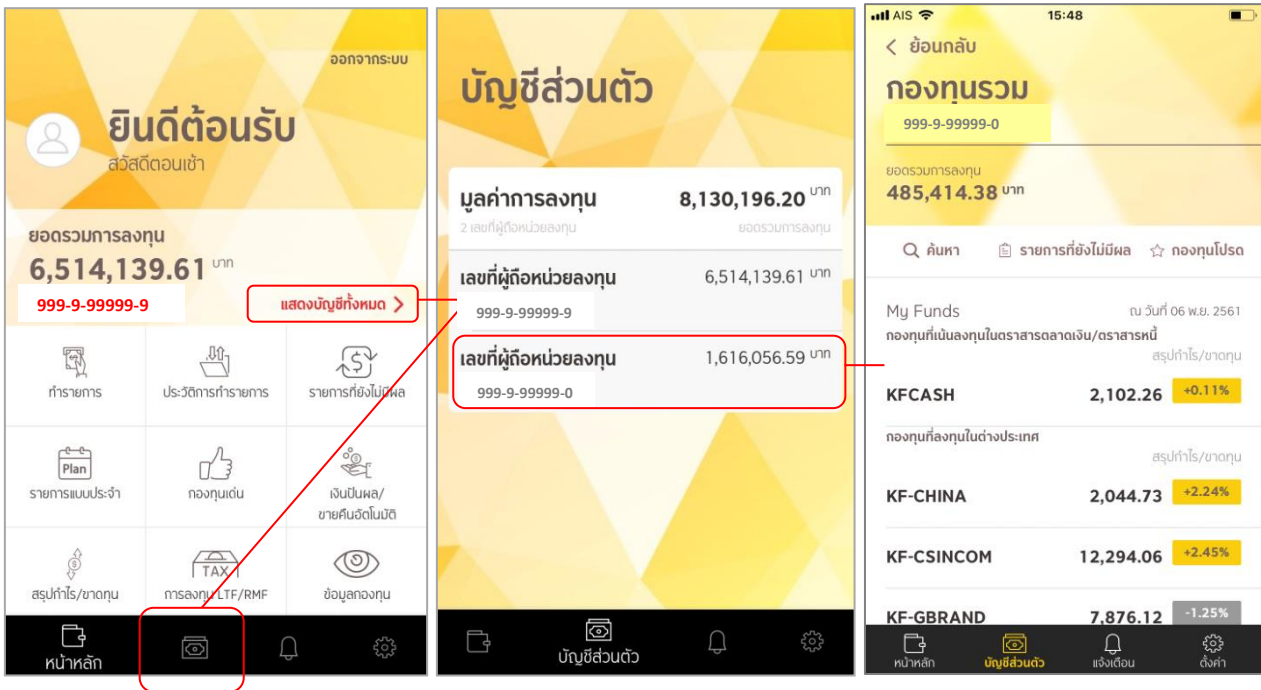 ออกจากระบบ
ยินดีต้อนรับ
สวัสดีตอนเช้า
ยอดรวมการลงทุน
6,514,139.61 บาท
999-9-99999-9
แสดงบัญชีทั้งหมด >
ทำรายการ
ประวัติการทำรายการ
รายการที่ยังไม่มีผล
Plan
รายการแบบประจำ
กองทุนเด่น
เงินปันผล/
ขายคืนอัตโนมัติ
$
สรุปกำไร/ขาดทุน
TAX
การลงทุน LTF/RMF
ข้อมูลกองทุน
หน้าหลัก
บัญชีส่วนตัว
มูลค่าการลงทุน 8,130,196.20 บาท
2 เลขที่ผู้ถือหน่วยลงทุน ยอดรวมการลงทุน
เลขที่ผู้ถือหน่วยลงทุน 6,514,139.61 บาท
999-9-99999-9
เลขที่ผู้ถือหน่วยลงทุน 1,616,056.59 บาท
999-9-99999-0
บัญชีส่วนตัว
AIS 15:48
< ย้อนกลับ
กองทุนรวม
999-9-99999-0
ยอดรวมการลงทุน
485,414.38 บาท
ค้นหา รายการที่ยังไม่มีผล กองทุนโปรด
My Funds ณ วันที่ 06 พ.ย. 2561
กองทุนที่เน้นลงทุนในตราสารตลาดเงิน/ตราสารหนี้
สรุปกำไร/ขาดทุน
KFCASH 2,102.26 +0.11%
กองทุนที่ลงทุนในต่างประเทศ
สรุปกำไร/ขาดทุน
KF-CHINA 2,044.73 +2.24%
KF-CSINCOM 12,294.06 +2.45%
KF-GBRAND 7,876.12 -1.25%
หน้าหลัก บัญชีส่วนตัว แจ้งเตือน ตั้งค่า